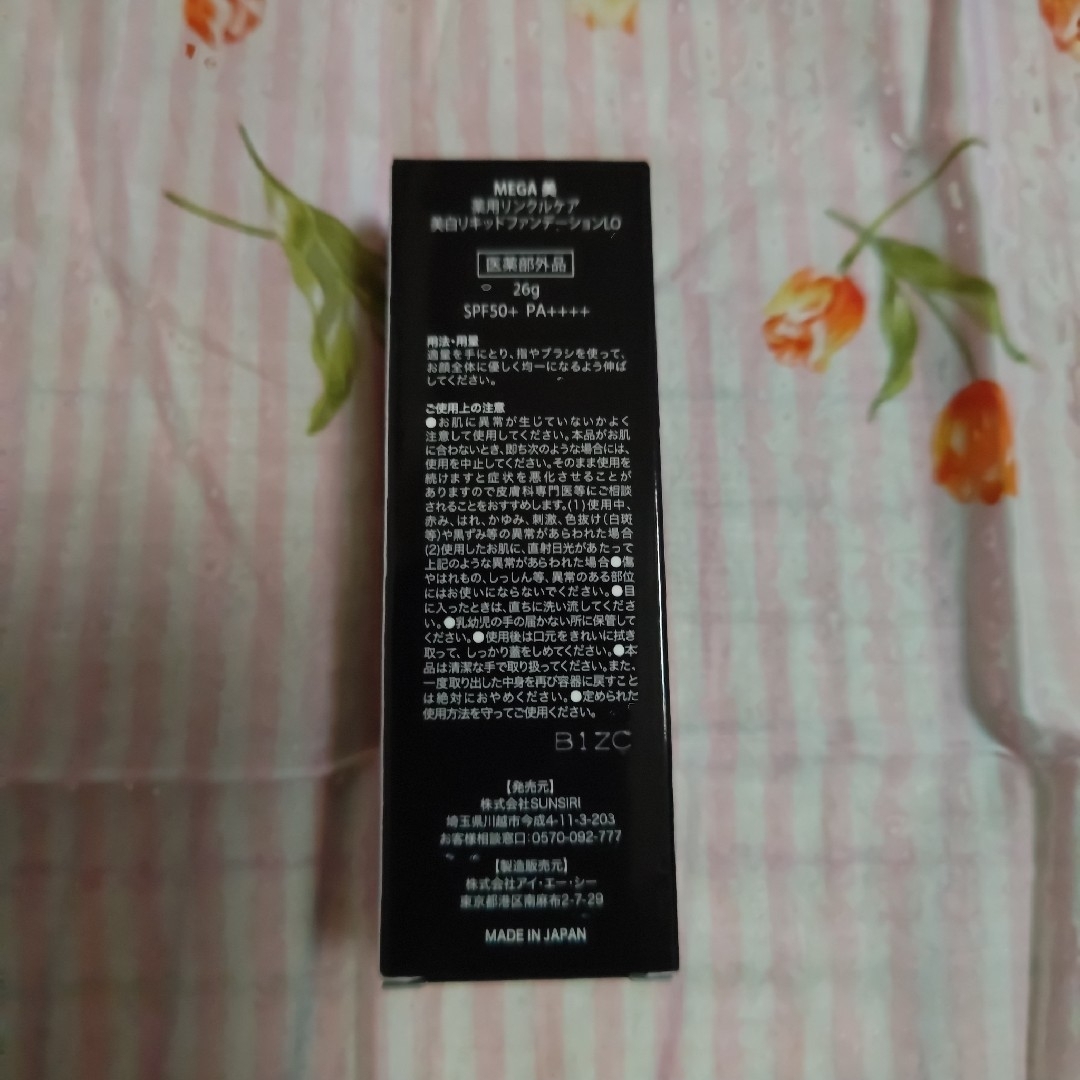 MEGA 美
薬用リンクルケア
美白リキッドファンデーションLO
医薬部外品
26g
SPF50+ PA++++
用法・用量
適量を手にとり、指やブラシを使って、
お顔全体に優しく均一になるよう伸ば
してください。
ご使用上の注意
●お肌に異常が生じていないかよく
注意して使用してください。本品がお肌
に合わないとき、即ち次のような場合には、
使用を中止してください。そのまま使用を
続けますと症状を悪化させることが
ありますので皮膚科専門医等にご相談
されることをおすすめします。(1)使用中、
赤み、はれ、かゆみ、刺激、色抜け(白斑
等)や黒ずみ等の異常があらわれた場合
(2)使用したお肌に、直射日光があたって
上記のような異常があらわれた場合●傷
やはれもの、しっしん等、異常のある部位
にはお使いにならないでください。●目
に入ったときは、直ちに洗い流してくださ
い。●乳幼児の手の届かない所に保管して
ください。●使用後は口元をきれいに拭き
取って、しっかり蓋をしめてください。●本
品は清潔な手で取り扱ってください。また、
一度取り出した中身を再び容器に戻すこと
は絶対におやめください。●定められた
使用方法を守ってご使用ください。
B1ZC
【発売元】
株式会社SUNSIRI
埼玉県川越市今成4-11-3-203
お客様相談窓口:0570-092-777
【製造販売元】
株式会社アイ・エー・シー
東京都港区南麻布2-7-29
MADE IN JAPAN